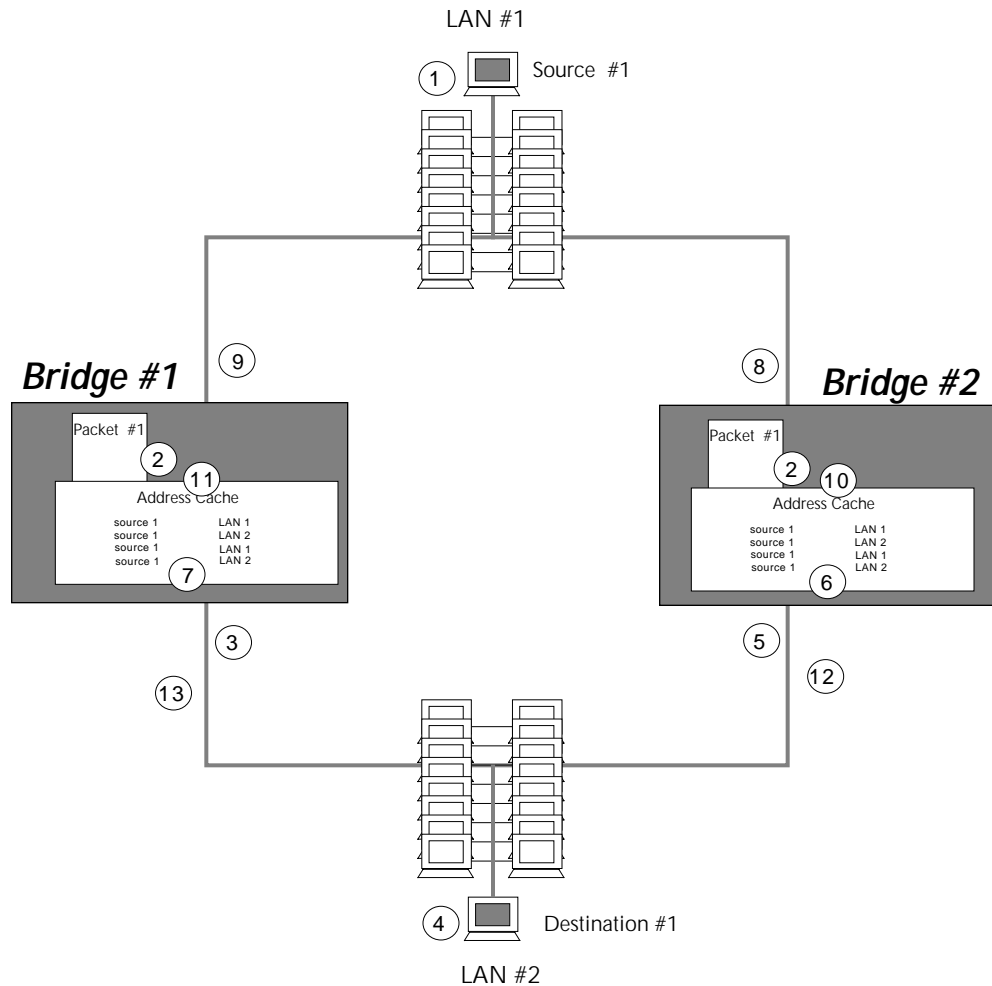 LAN #1
1
Source #1
9
8
Bridge #1
Bridge #2
Packet #1
2
11
Address Cache
source 1 LAN 1
source 1 LAN 2
source 1 LAN 1
source 1 LAN 2
7
Packet #1
2
10
Address Cache
source 1 LAN 1
source 1 LAN 2
source 1 LAN 1
source 1 LAN 2
6
3
5
13
12
4
Destination #1
LAN #2